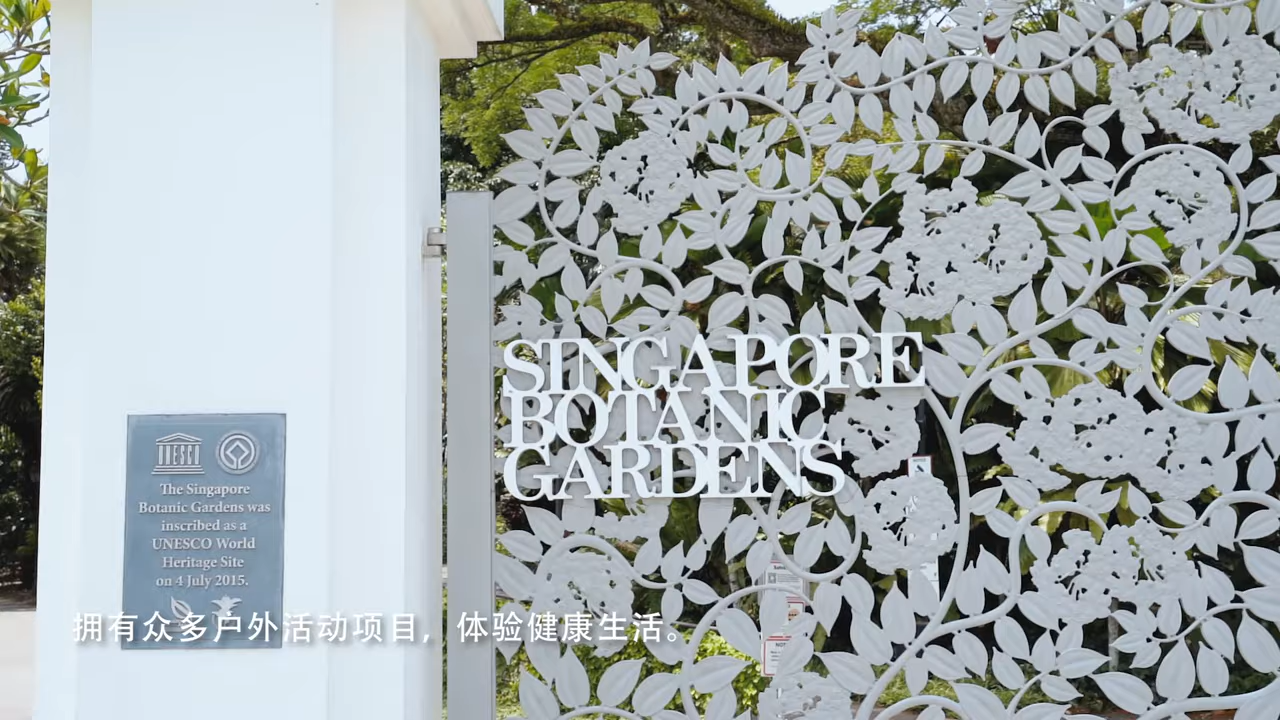 SINGAPORE
BOTANIC
GARDENS
UNESCO
The Singapore
Botanic Gardens was
inscribed as a
UNESCO World
Heritage Site
on 4 July 2015.
拥有众多户外活动项目，体验健康生活。